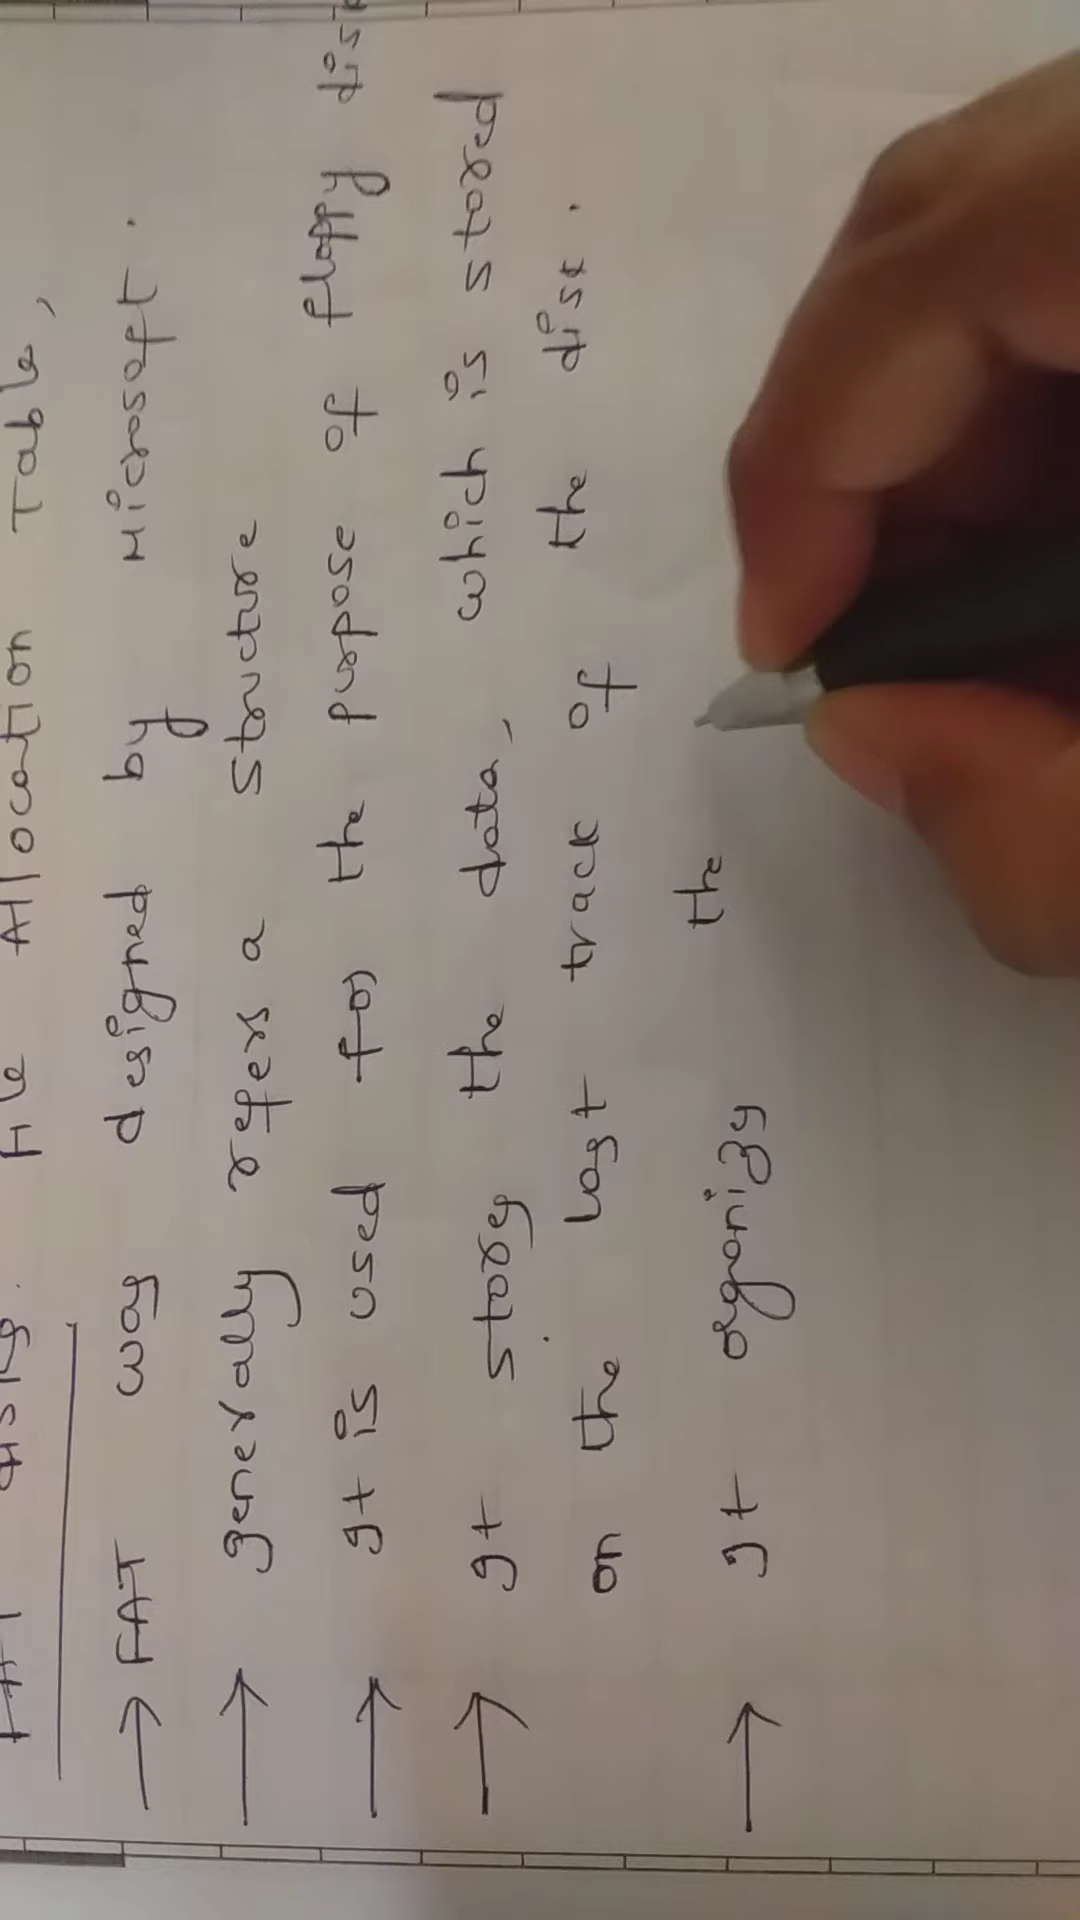 File Allocation Table,
→ FAT was designed by Microsoft.
→ generally refers a structure
→ It is used for the purpose of floppy disk
→ It stores the data, which is stored
on the last track of the disk.
→ It organizes the